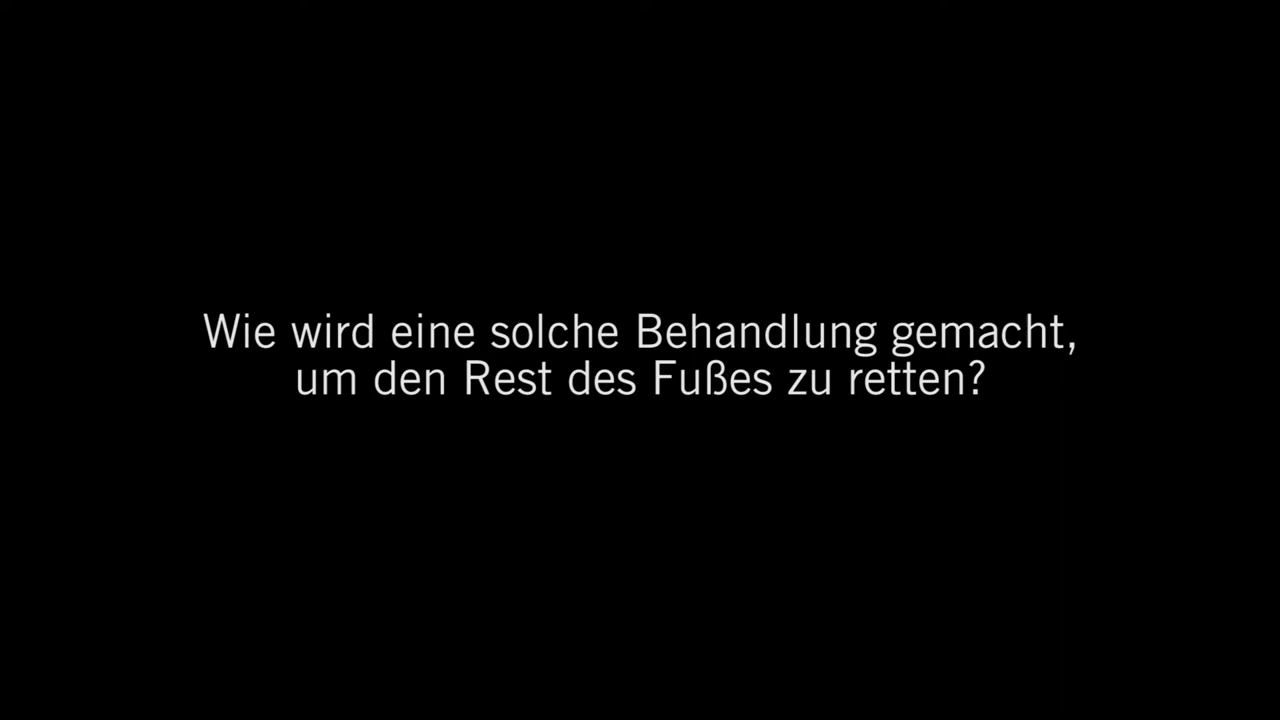 Wie wird eine solche Behandlung gemacht,
um den Rest des Fußes zu retten?